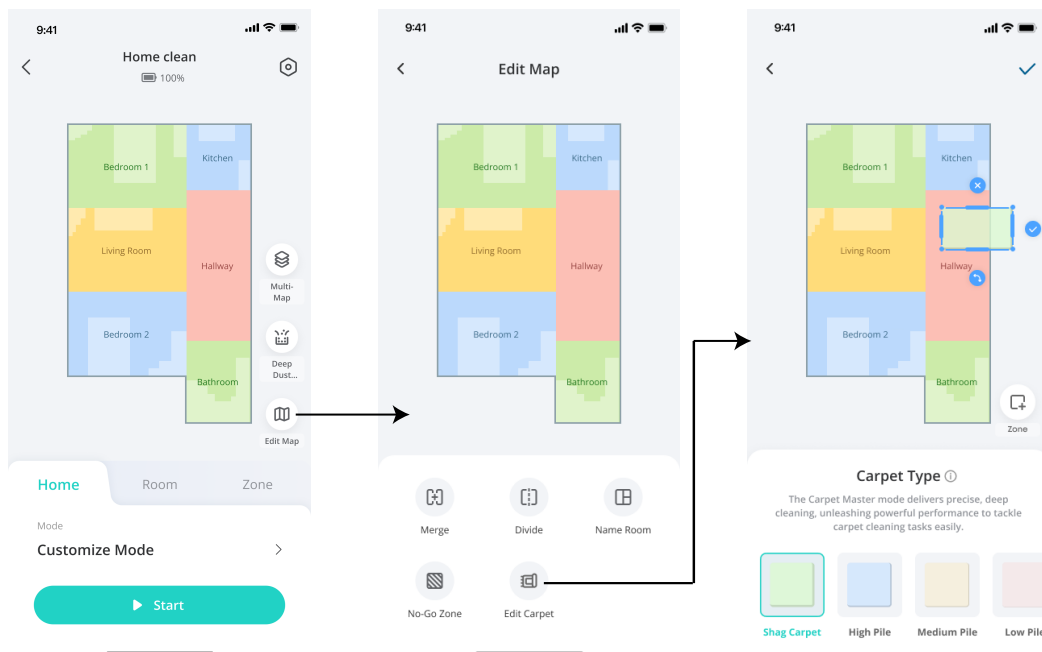 9:41
Home clean
100%
Bedroom 1
Kitchen
Living Room
Hallway
Bedroom 2
Bathroom
Multi-
Map
Deep
Dust...
Edit Map
Home
Room
Zone
Mode
Customize Mode
Start
9:41
Edit Map
Bedroom 1
Kitchen
Living Room
Hallway
Bedroom 2
Bathroom
Merge
Divide
Name Room
No-Go Zone
Edit Carpet
9:41
Bedroom 1
Kitchen
Living Room
Hallway
Bedroom 2
Bathroom
Zone
Carpet Type
The Carpet Master mode delivers precise, deep
cleaning, unleashing powerful performance to tackle
carpet cleaning tasks easily.
Shag Carpet
High Pile
Medium Pile
Low Pile